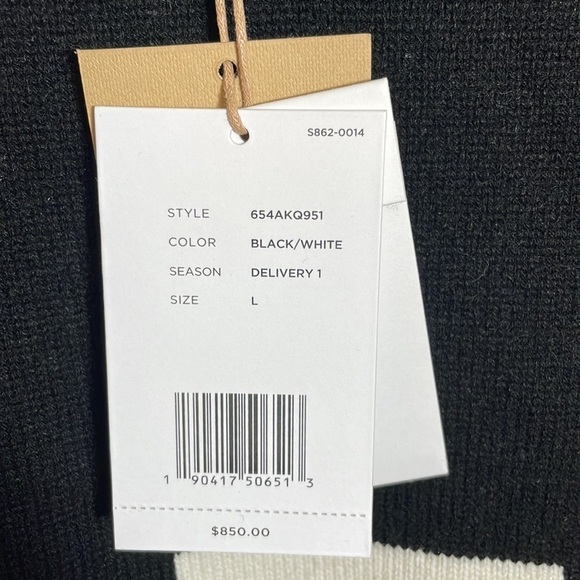 S862-0014
STYLE 654AKQ951
COLOR BLACK/WHITE
SEASON DELIVERY 1
SIZE L
1 90417 50651 3
$850.00